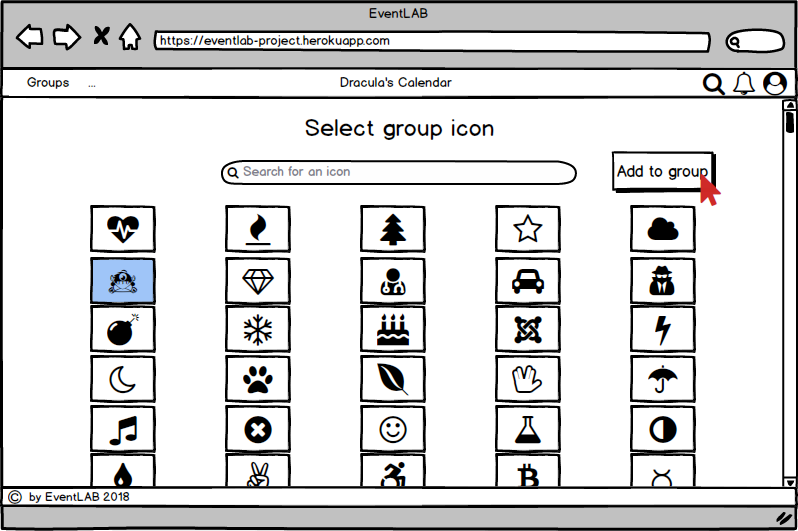 EventLAB
https://eventlab-project.herokuapp.com
Groups ... Dracula's Calendar
Select group icon
Search for an icon
Add to group
© by EventLAB 2018